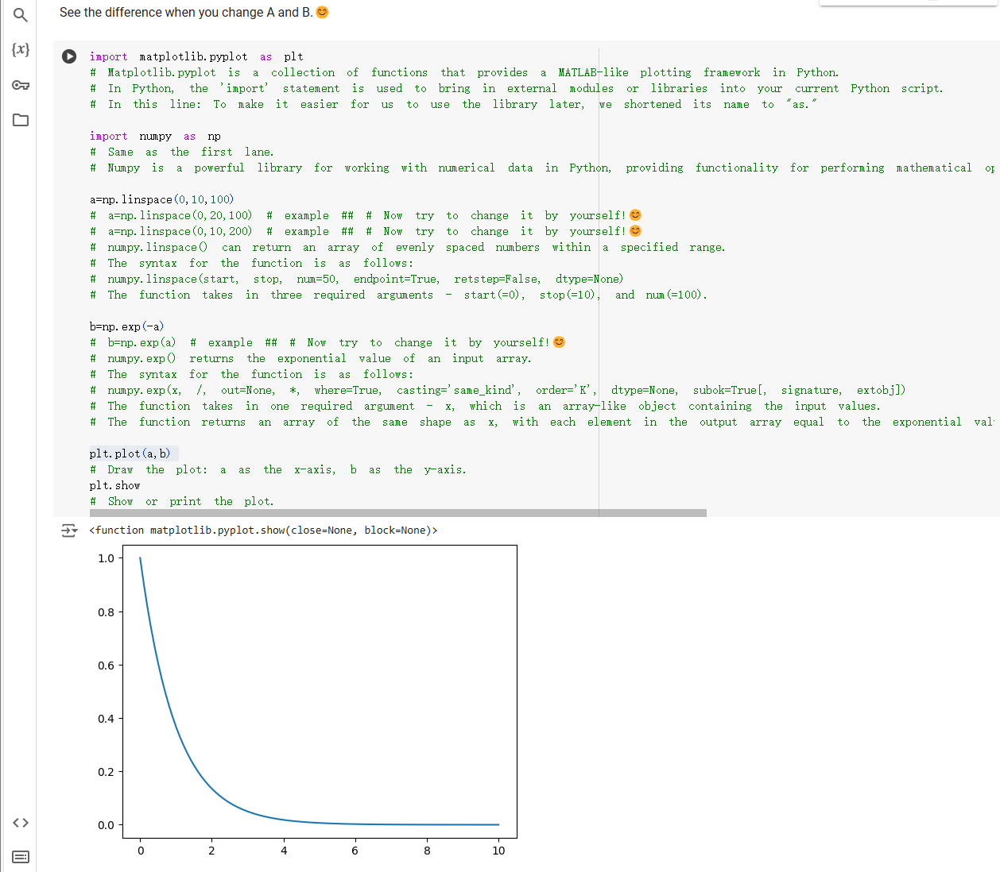 See the difference when you change A and B.😊
{x}
import matplotlib.pyplot as plt
# Matplotlib.pyplot is a collection of functions that provides a MATLAB-like plotting framework in Python.
# In Python, the 'import' statement is used to bring in external modules or libraries into your current Python script.
# In this line: To make it easier for us to use the library later, we shortened its name to "as."
import numpy as np
# Same as the first lane.
# Numpy is a powerful library for working with numerical data in Python, providing functionality for performing mathematical
a=np.linspace(0,10,100)
# a=np.linspace(0,20,100) # example ## # Now try to change it by yourself!😊
# a=np.linspace(0,10,200) # example ## # Now try to change it by yourself!😊
# numpy.linspace() can return an array of evenly spaced numbers within a specified range.
# The syntax for the function is as follows:
# numpy.linspace(start, stop, num=50, endpoint=True, retstep=False, dtype=None)
# The function takes in three required arguments - start(=0), stop(=10), and num(=100).
b=np.exp(-a)
# b=np.exp(a) # example ## # Now try to change it by yourself!😊
# numpy.exp() returns the exponential value of an input array.
# The syntax for the function is as follows:
# numpy.exp(x, /, out=None, *, where=True, casting='same_kind', order='K', dtype=None, subok=True[, signature, extobj])
# The function takes in one required argument - x, which is an array-like object containing the input values.
# The function returns an array of the same shape as x, with each element in the output array equal to the exponential
plt.plot(a,b)
# Draw the plot: a as the x-axis, b as the y-axis.
plt.show
# Show or print the plot.
<function matplotlib.pyplot.show(close=None, block=None)>
1.0
0.8
0.6
0.4
0.2
0.0
0 2 4 6 8 10